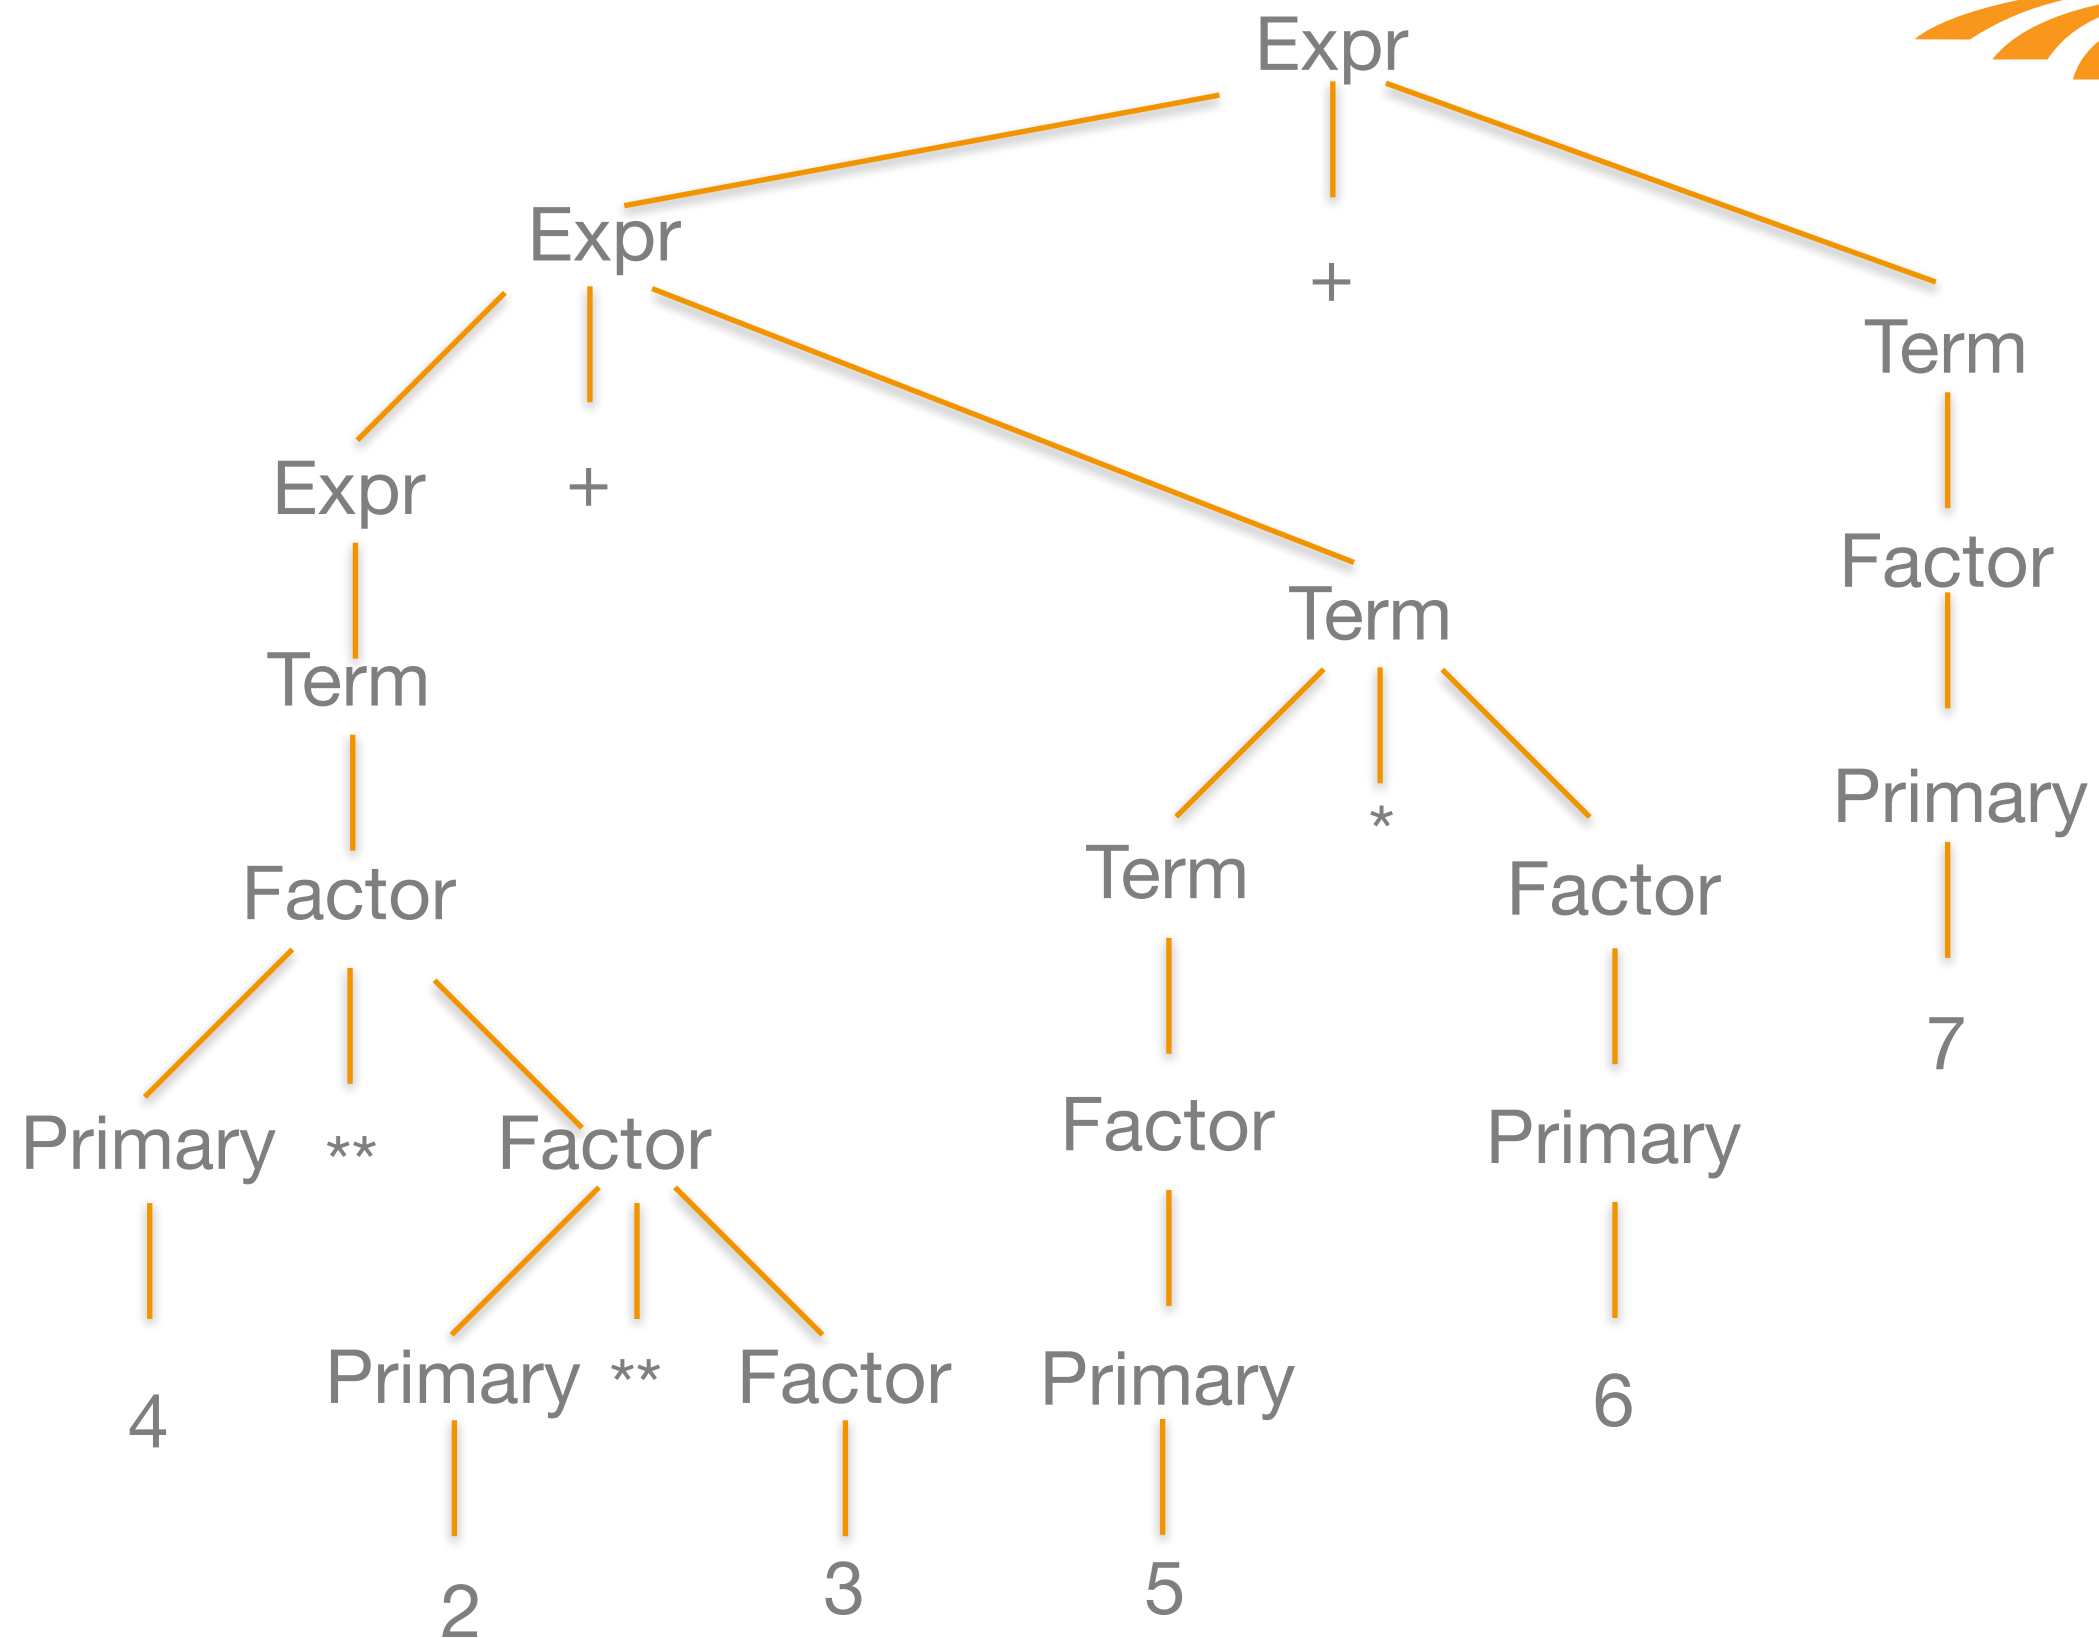 Expr
Expr
+
Term
Expr
+
Factor
Term
Term
Primary
*
Term
Factor
Factor
7
Primary ** Factor
Factor
Primary
Primary ** Factor
Primary
4
6
2
3
5